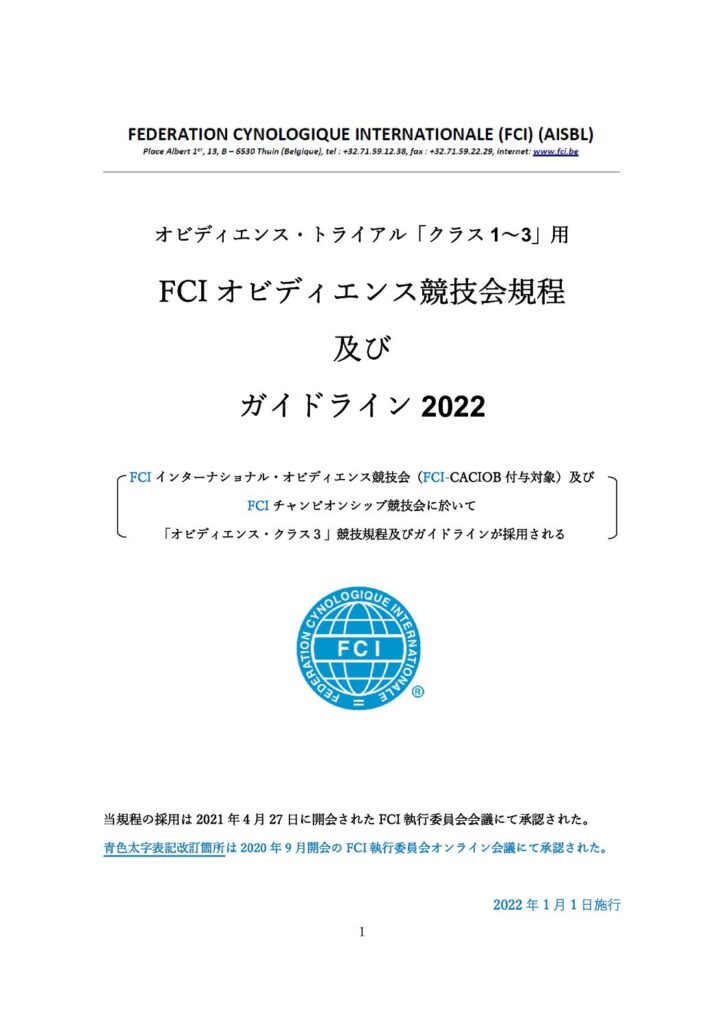 FEDERATION CYNOLOGIQUE INTERNATIONALE (FCI) (AISBL)
Place Albert 1er, 13, B – 6530 Thuin (Belgique), tel : +32.71.59.12.38, fax : +32.71.59.22.29, internet: www.fci.be
オビディエンス・トライアル「クラス 1～3」用
FCI オビディエンス競技会規程
及び
ガイドライン 2022
FCI インターナショナル・オビディエンス競技会（FCI-CACIOB 付与対象）及び
FCI チャンピオンシップ競技会に於いて
「オビディエンス・クラス３」競技規程及びガイドラインが採用される
FEDERATION CYNOLOGIQUE INTERNATIONALE
FCI
®
当規程の採用は 2021 年 4 月 27 日に開会された FCI 執行委員会会議にて承認された。
青色太字表記改訂箇所は 2020 年 9 月開会の FCI 執行委員会オンライン会議にて承認された。
2022 年 1 月 1 日施行
1